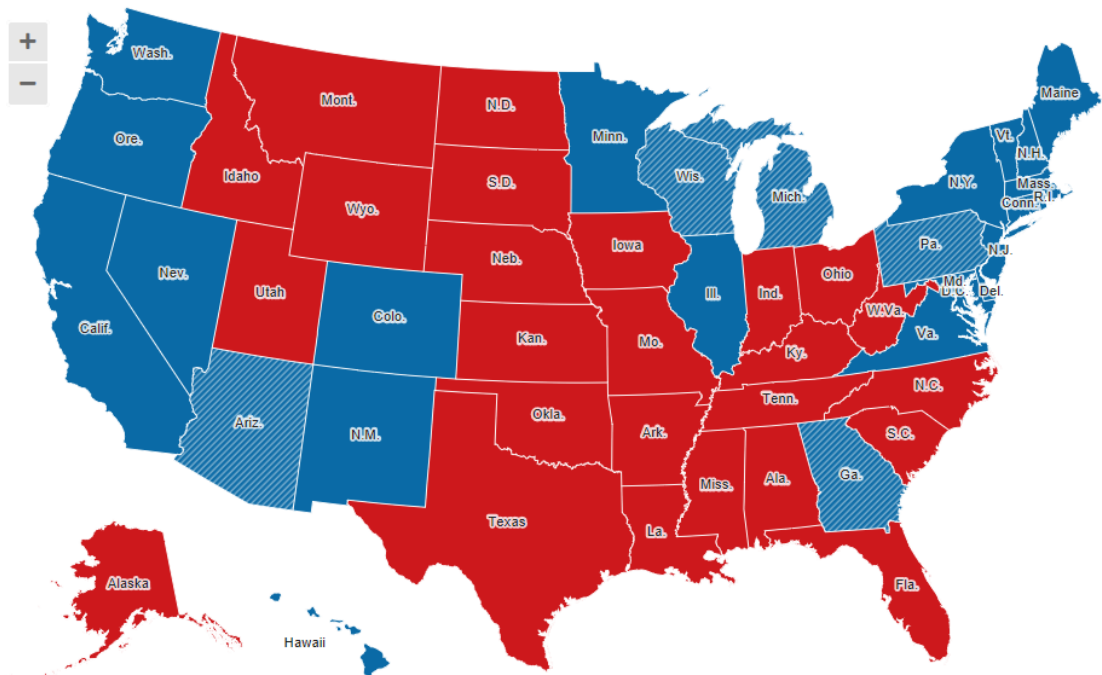 +
−
Wash.
Ore.
Calif.
Nev.
Idaho
Mont.
Wyo.
Utah
Ariz.
Colo.
N.M.
N.D.
S.D.
Neb.
Kan.
Okla.
Texas
Minn.
Iowa
Mo.
Ark.
La.
Wis.
Ill.
Mich.
Ind.
Ohio
Ky.
Tenn.
Miss.
Ala.
Ga.
Fla.
S.C.
N.C.
Va.
W.Va.
Pa.
Md.
D.C.
Del.
N.J.
N.Y.
Conn.
R.I.
Mass.
Vt.
N.H.
Maine
Alaska
Hawaii